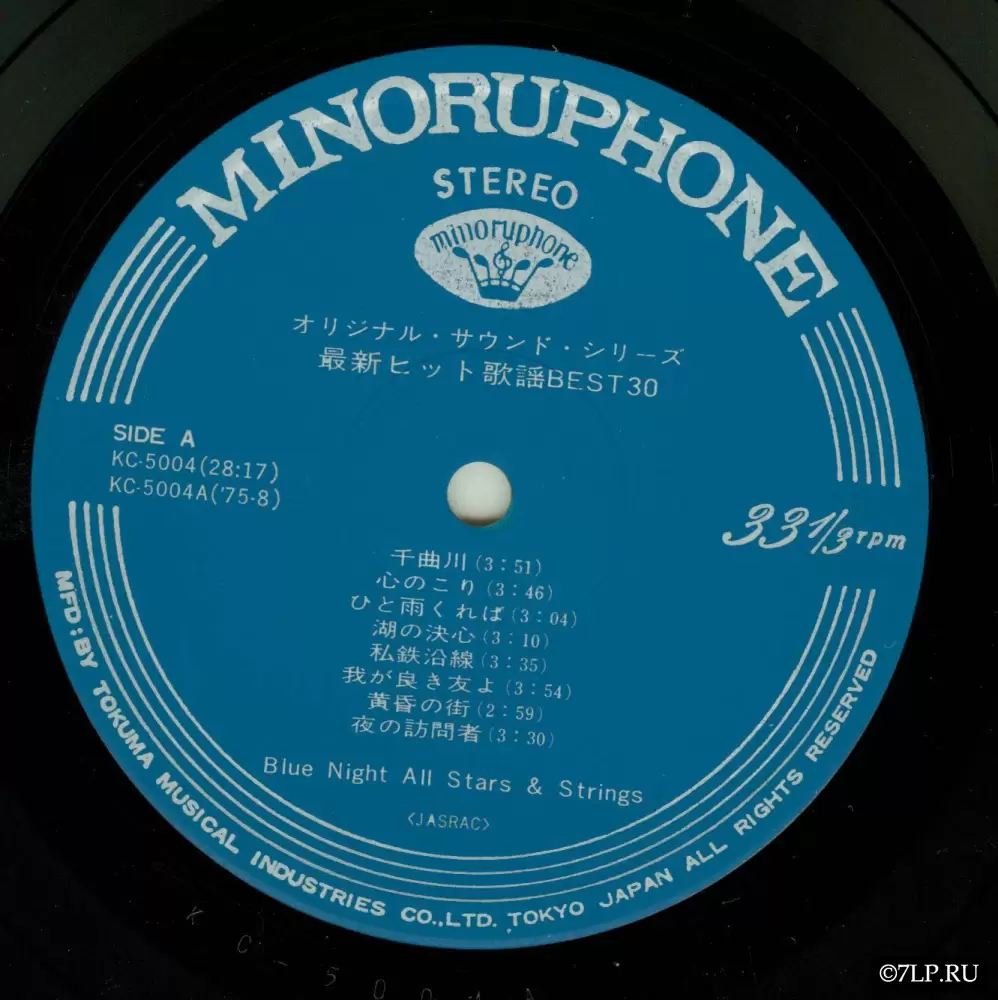 MINORUPHONE
STEREO
minoruphone
オリジナル・サウンド・シリーズ
最新ヒット歌謡BEST30
SIDE A
KC-5004(28:17)
KC-5004A('75-8)
33 1/3 rpm
千曲川(3:51)
心のこり(3:46)
ひと雨くれば(3:04)
湖の決心(3:10)
私鉄沿線(3:35)
我が良き友よ(3:54)
黄昏の街(2:59)
夜の訪問者(3:30)
Blue Night All Stars & Strings
<JASRAC>
MFD: BY TOKUMA MUSICAL INDUSTRIES CO.,LTD. TOKYO JAPAN ALL RIGHTS RESERVED
©7LP.RU